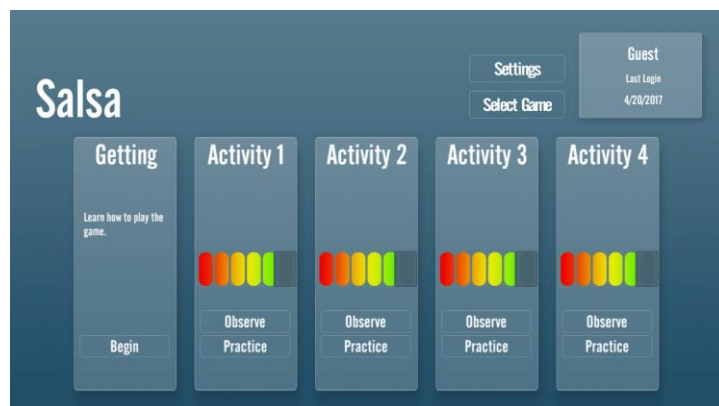 Salsa
Settings
Select Game
Guest
Last Login
4/20/2017
Getting
Learn how to play the
game.
Begin
Activity 1
Observe
Practice
Activity 2
Observe
Practice
Activity 3
Observe
Practice
Activity 4
Observe
Practice